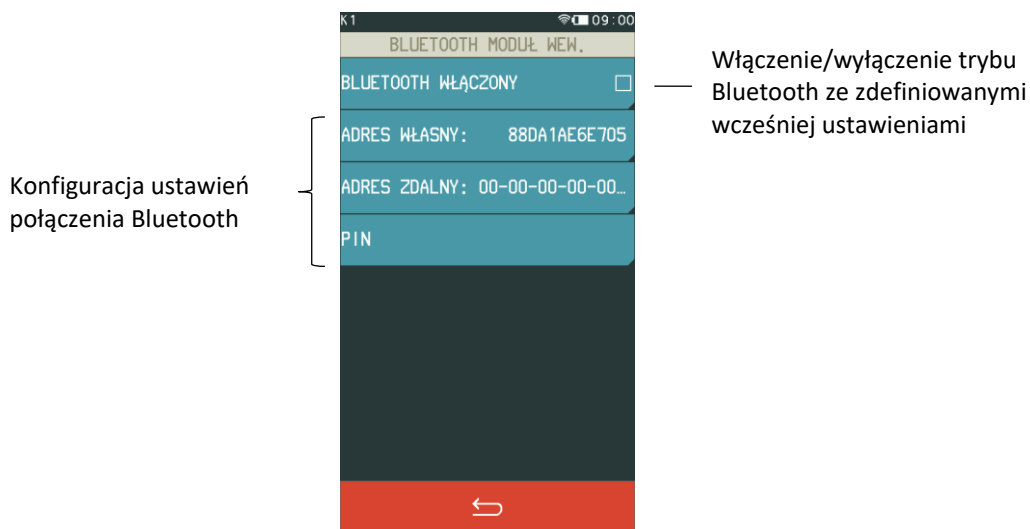 K1 09:00
BLUETOOTH MODUŁ WEW.
BLUETOOTH WŁĄCZONY
ADRES WŁASNY: 88DA1AE6E705
ADRES ZDALNY: 00-00-00-00-00...
PIN
Włączenie/wyłączenie trybu
Bluetooth ze zdefiniowanymi
wcześniej ustawieniami
Konfiguracja ustawień
połączenia Bluetooth